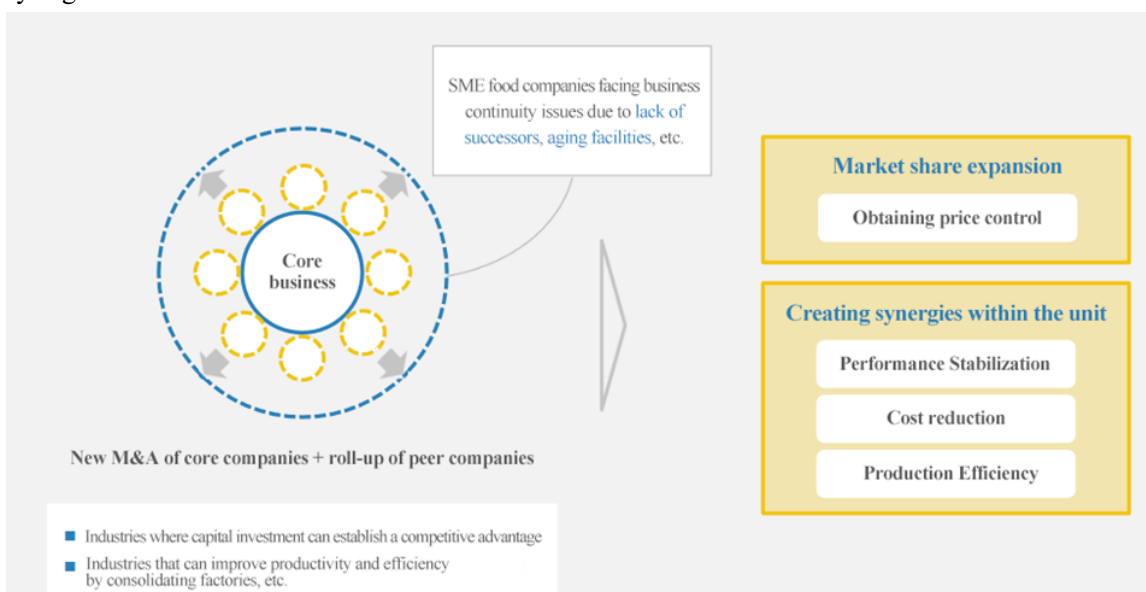 SME food companies facing business
continuity issues due to lack of
successors, aging facilities, etc.
Core
business
New M&A of core companies + roll-up of peer companies
Industries where capital investment can establish a competitive advantage
Industries that can improve productivity and efficiency
by consolidating factories, etc.
Market share expansion
Obtaining price control
Creating synergies within the unit
Performance Stabilization
Cost reduction
Production Efficiency